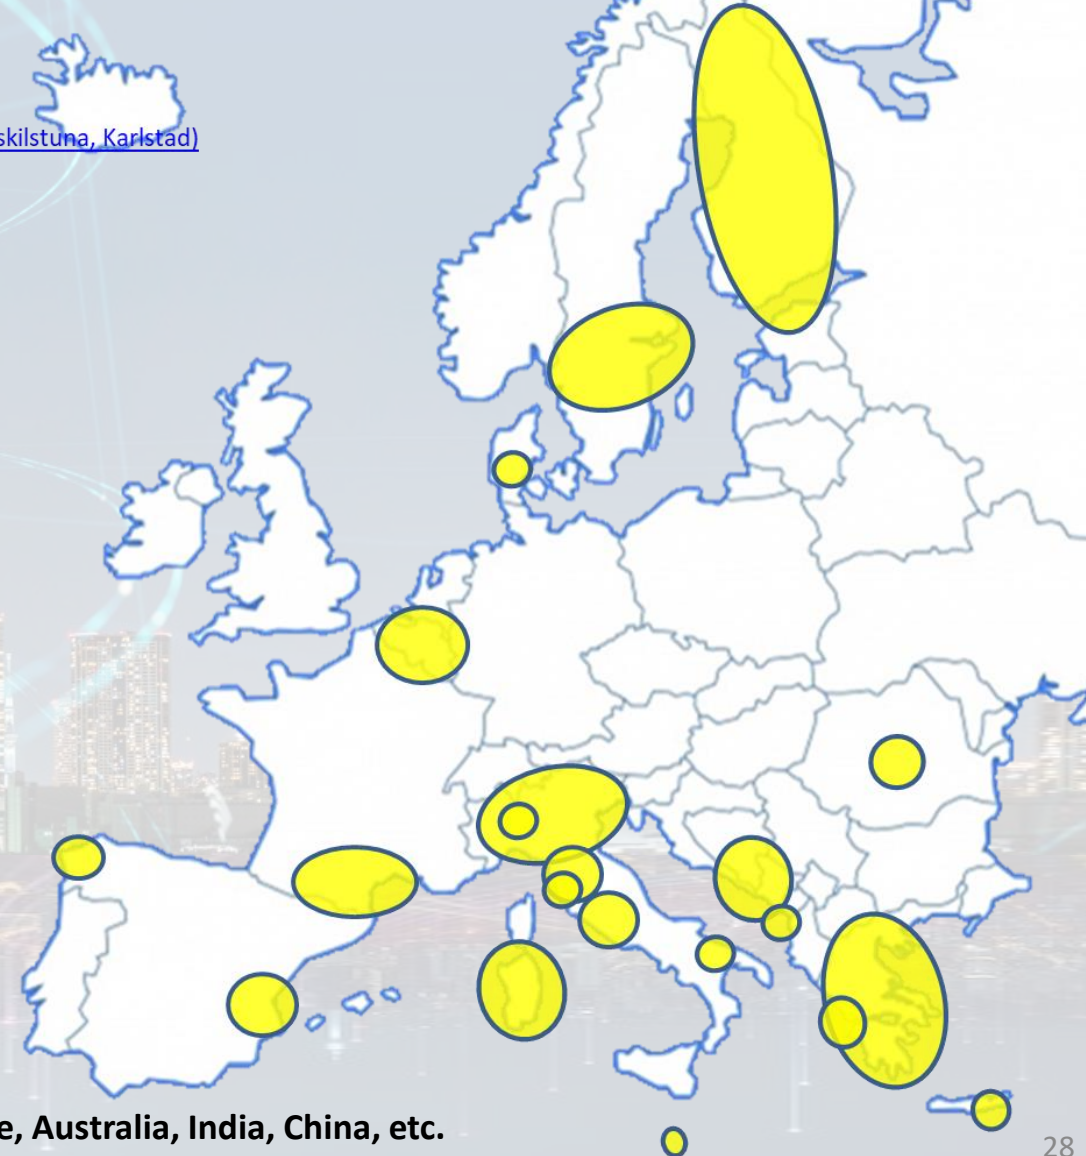 skilstuna, Karlstad)
e, Australia, India, China, etc.
28